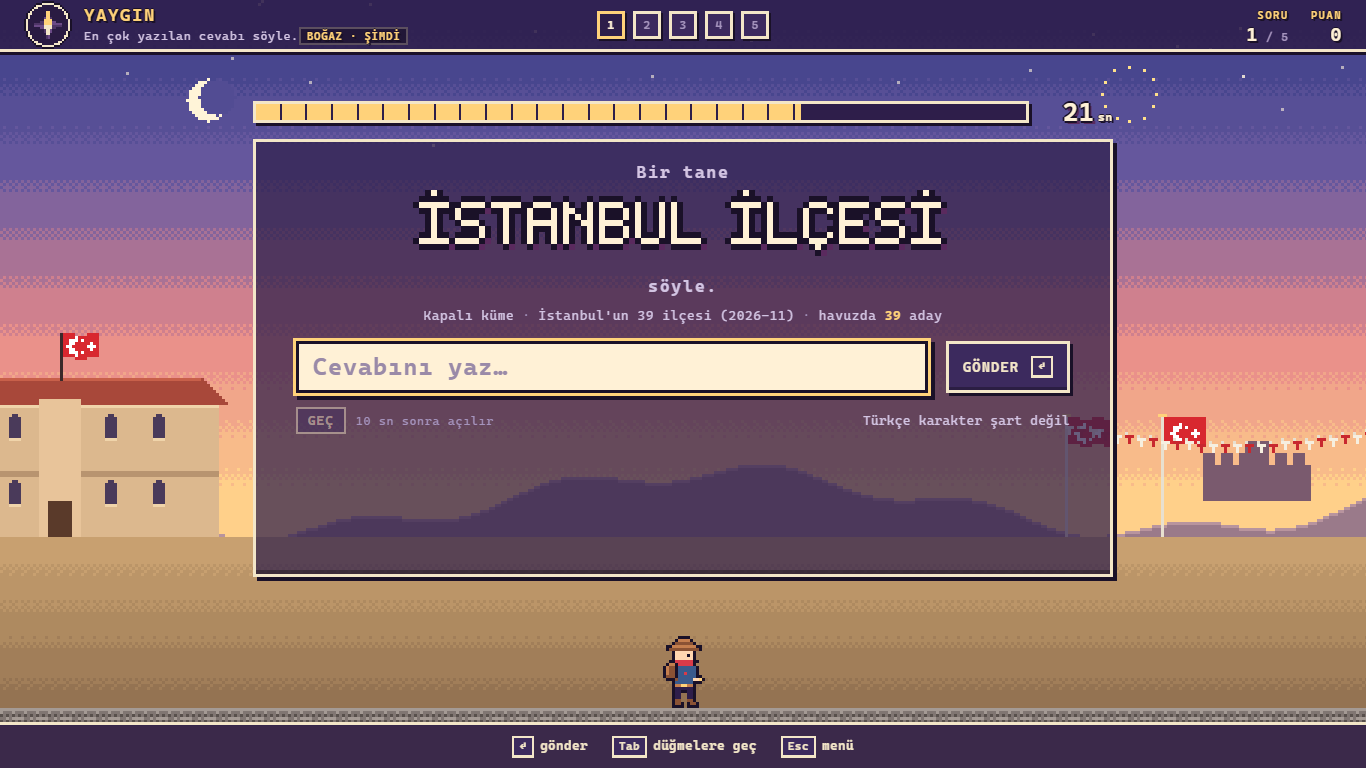 YAYGIN
En çok yazılan cevabı söyle. BOĞAZ · ŞİMDİ
1 2 3 4 5
SORU PUAN
1 / 5 0
21 sn
Bir tane
İSTANBUL İLÇESİ
söyle.
Kapalı küme · İstanbul'un 39 ilçesi (2026-11) · havuzda 39 aday
Cevabını yaz…
GÖNDER ↵
GEÇ 10 sn sonra açılır
Türkçe karakter şart değil
↵ gönder Tab düğmelere geç Esc menü